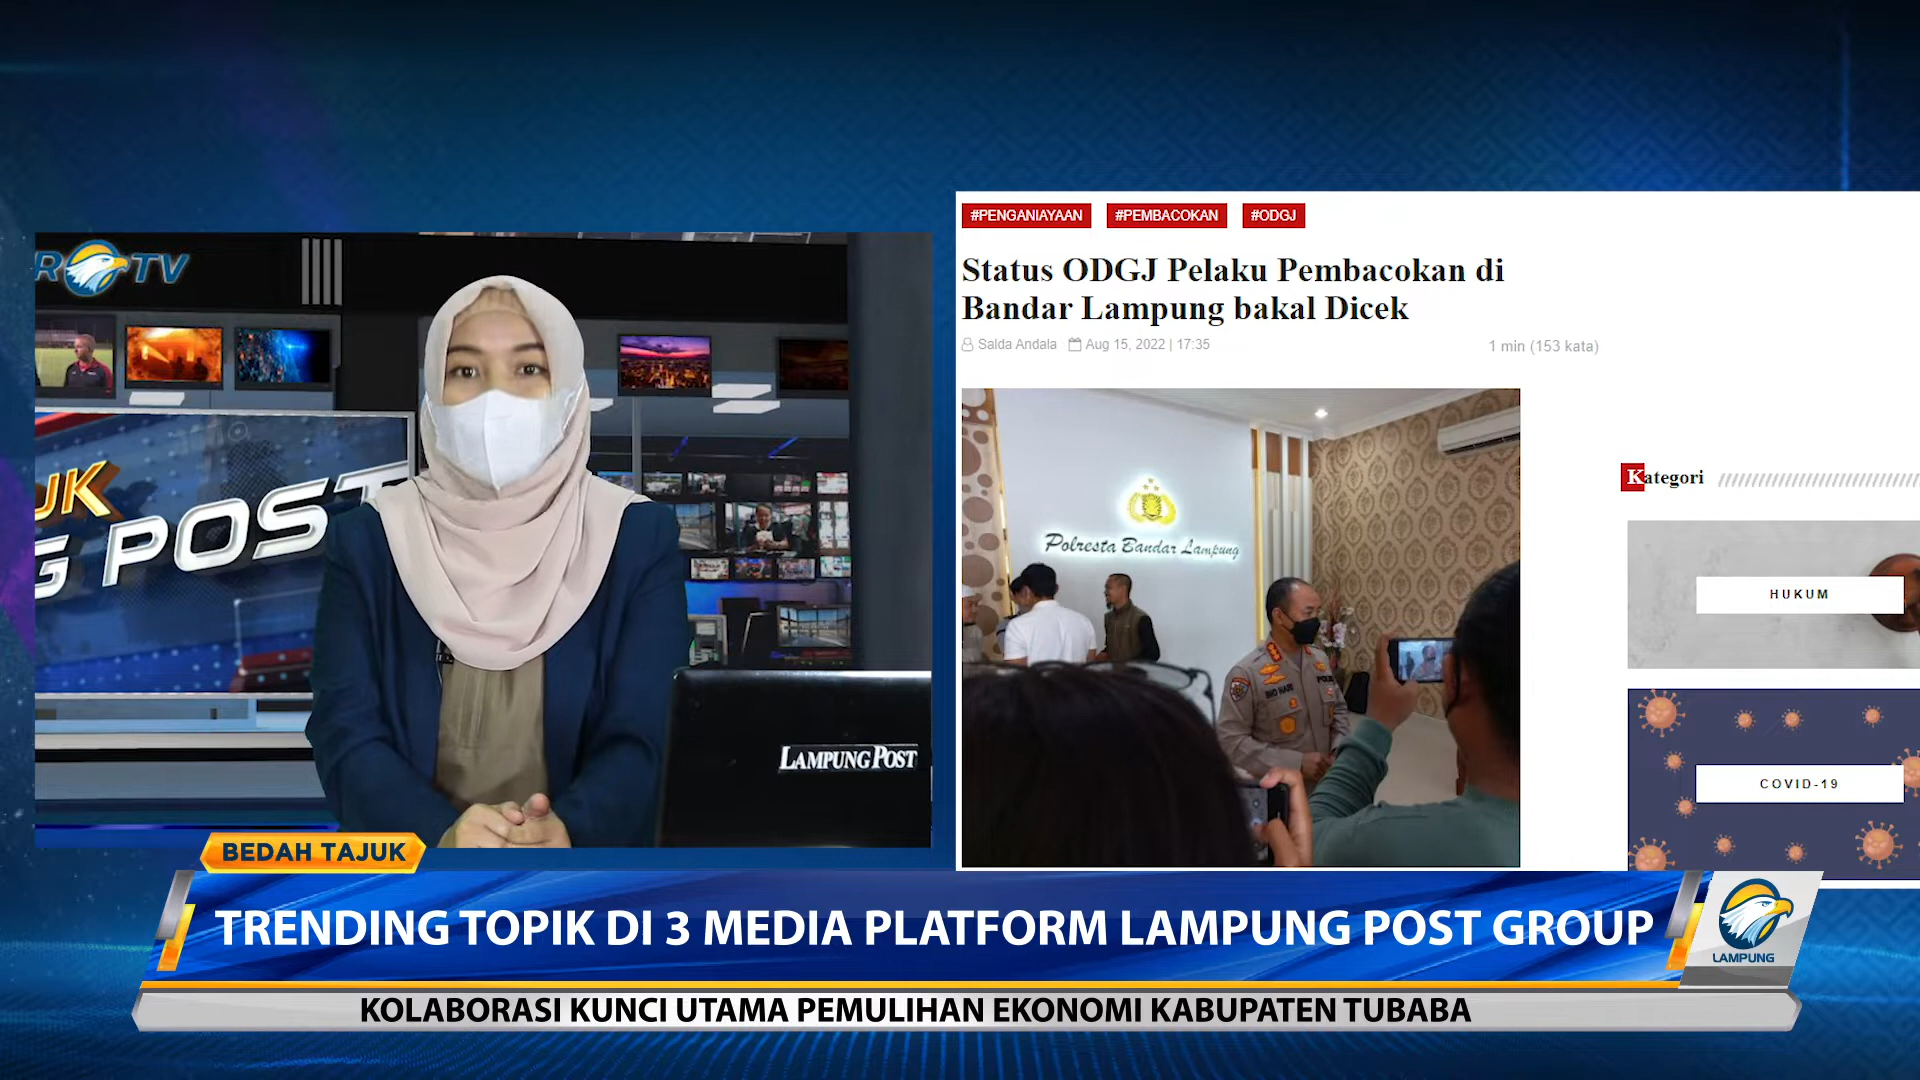 #PENGANIAYAAN #PEMBACOKAN #ODGJ
Status ODGJ Pelaku Pembacokan di
Bandar Lampung bakal Dicek
Salda Andala Aug 15, 2022 | 17:35 1 min (153 kata)
R TV
UK
G POST
LAMPUNG POST
Polresta Bandar Lampung
Kategori
HUKUM
COVID-19
BEDAH TAJUK
TRENDING TOPIK DI 3 MEDIA PLATFORM LAMPUNG POST GROUP
LAMPUNG
KOLABORASI KUNCI UTAMA PEMULIHAN EKONOMI KABUPATEN TUBABA